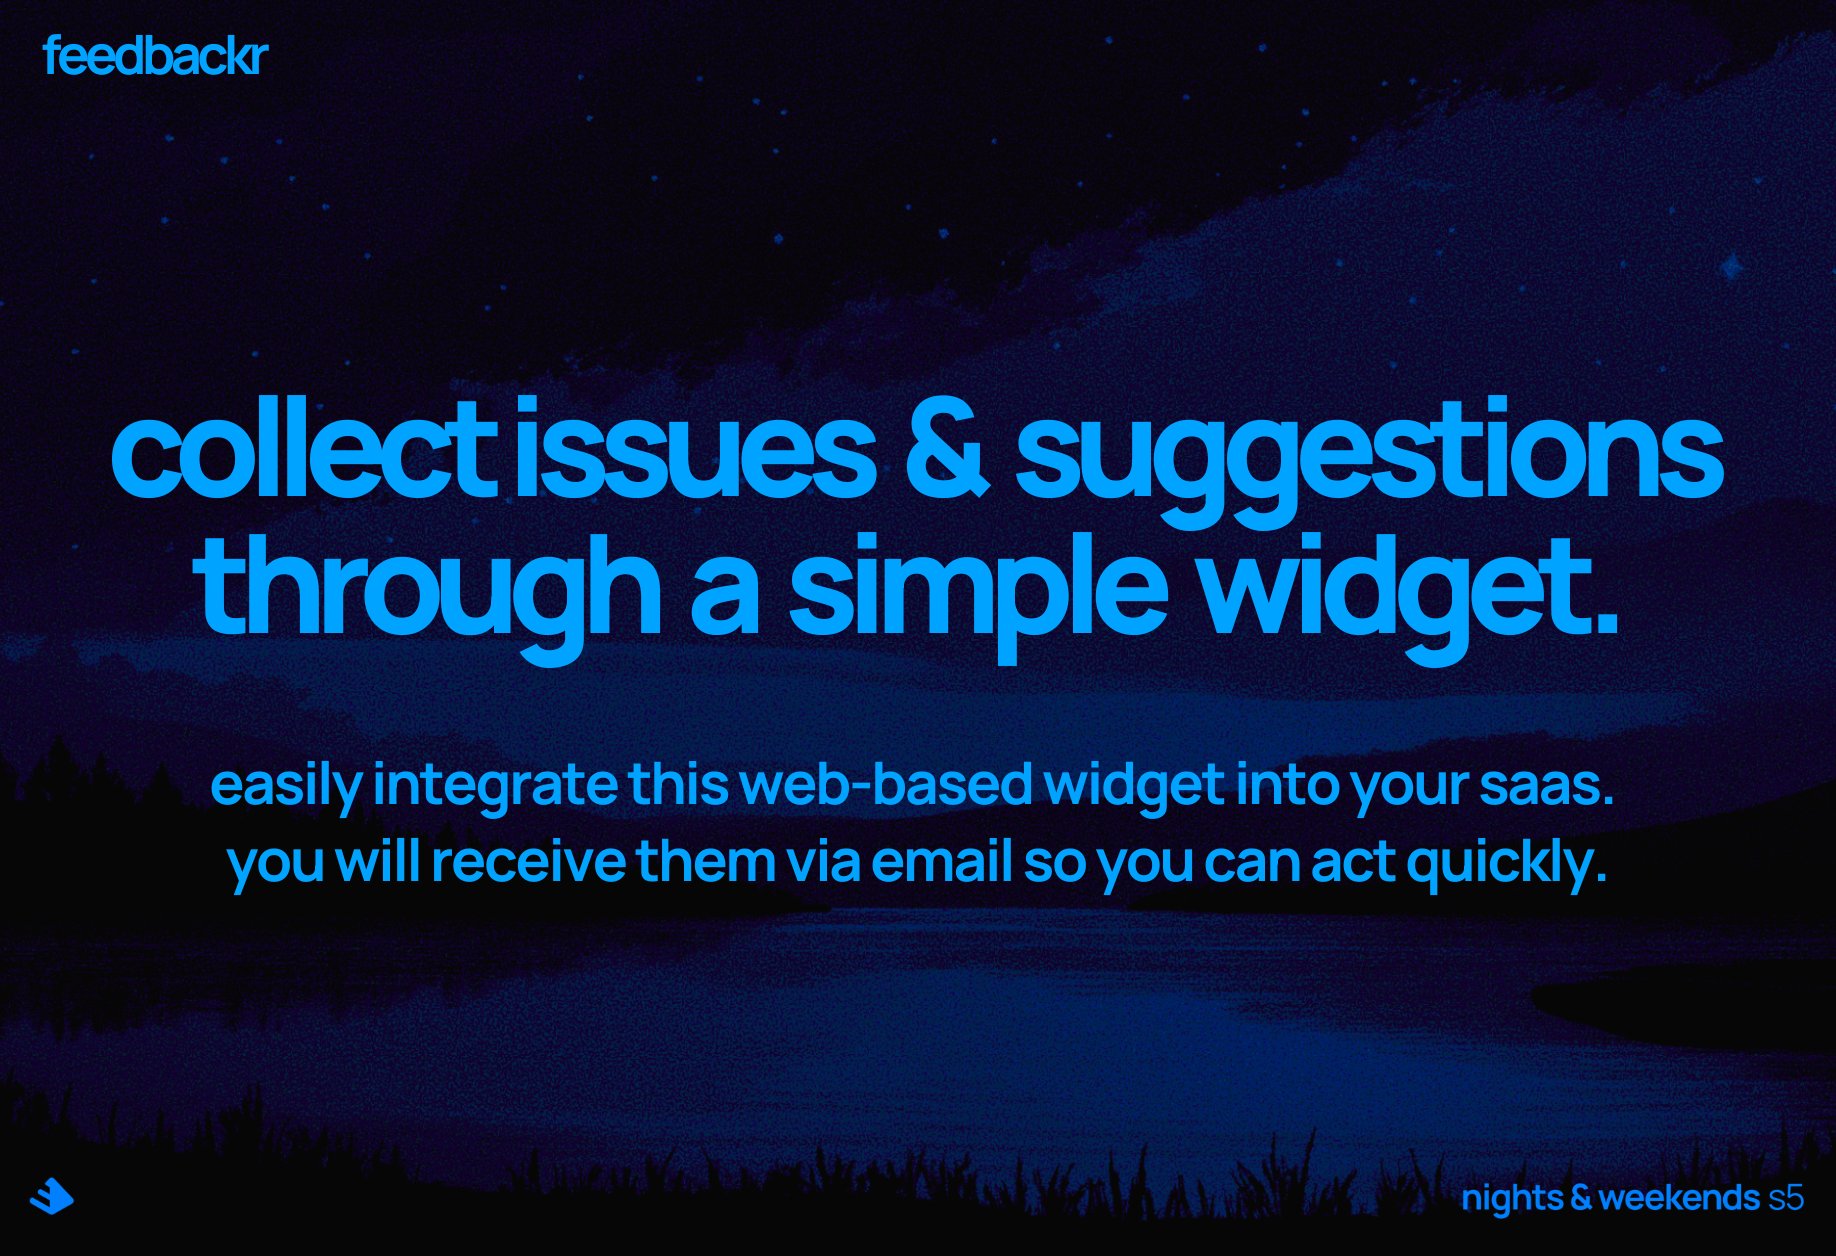 feedbackr
collect issues & suggestions
through a simple widget.
easily integrate this web-based widget into your saas.
you will receive them via email so you can act quickly.
nights & weekends s5